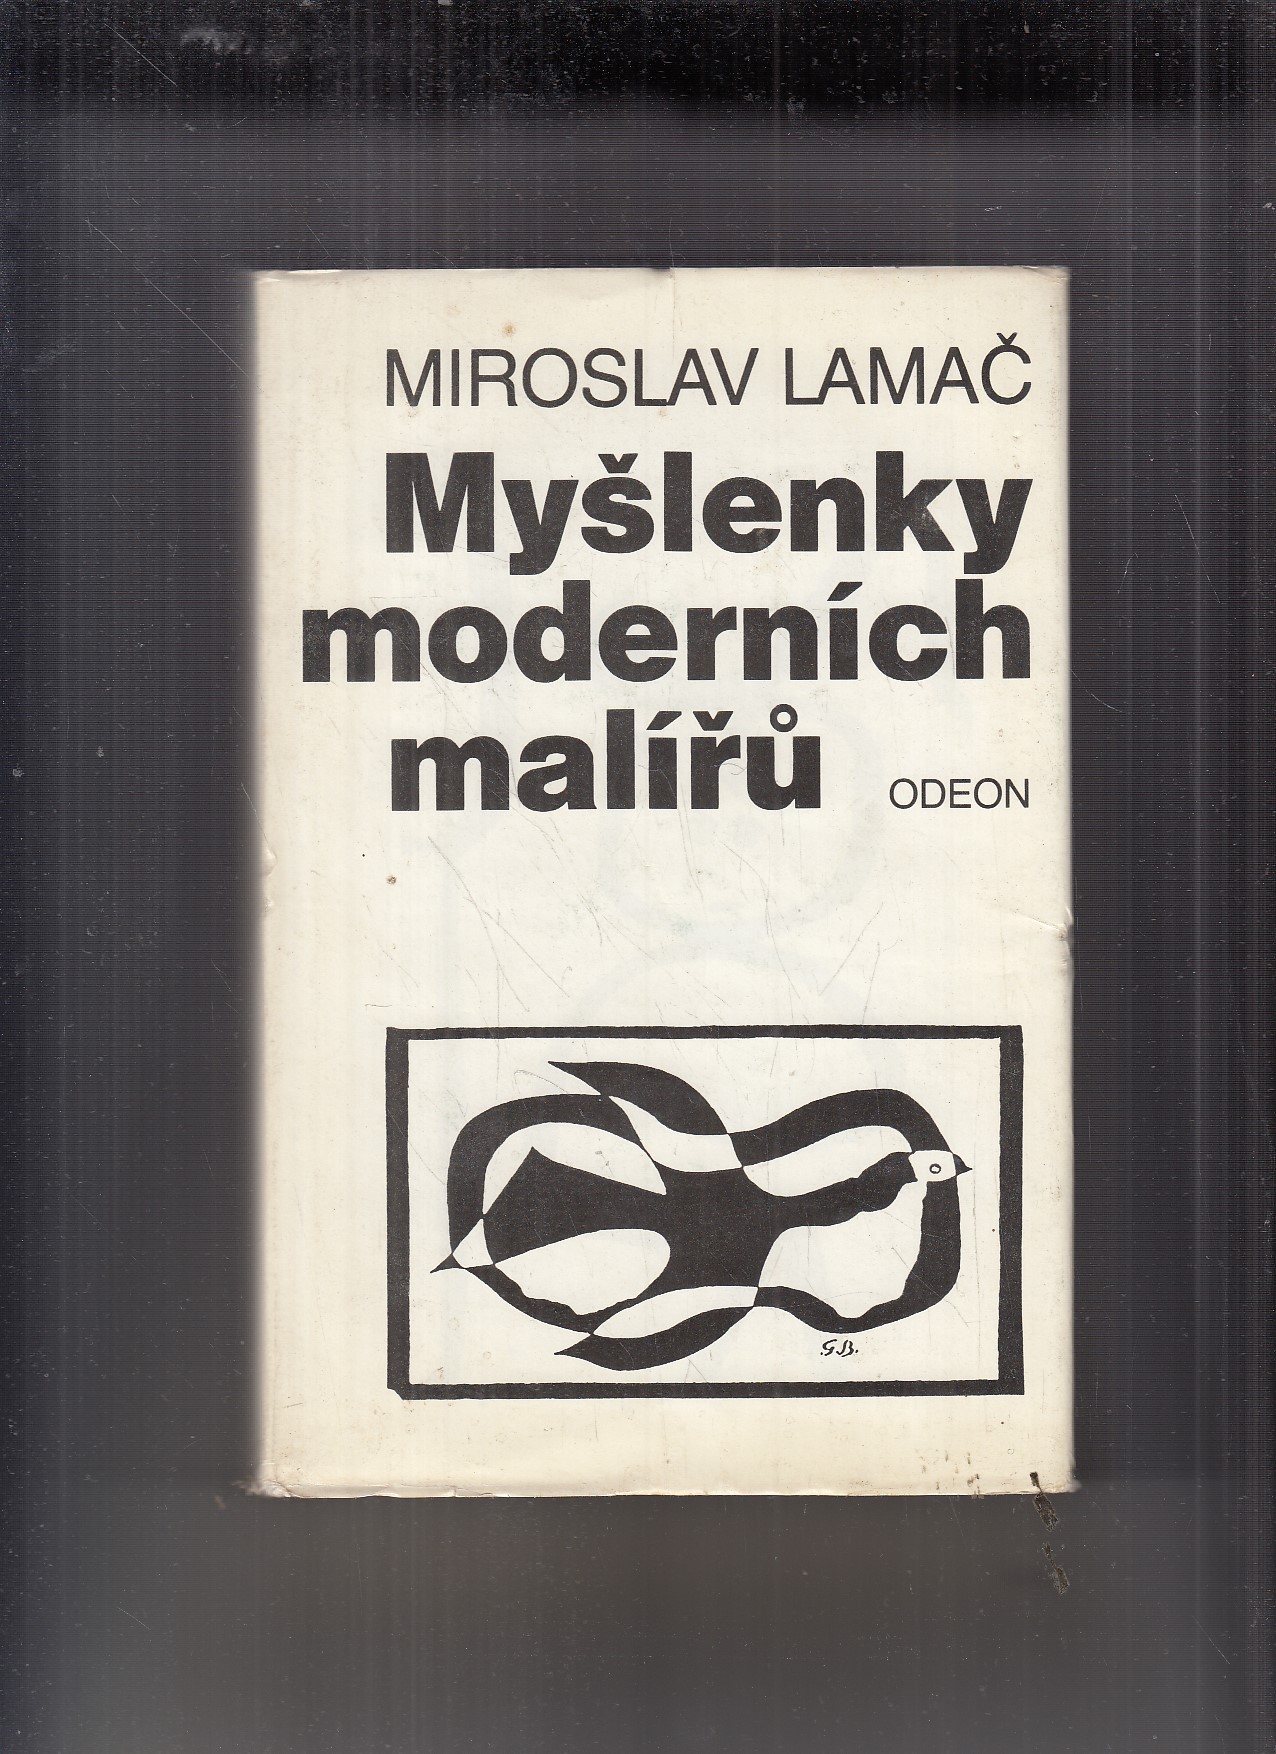 MIROSLAV LAMAČ
Myšlenky
moderních
malířů
ODEON
.G.B.